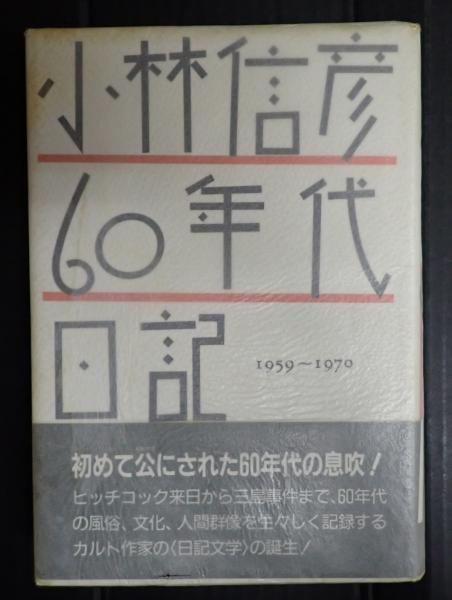 小林信彦
60年代
日記
1959〜1970
初めて公にされた60年代の息吹！
ヒッチコック来日から三島事件まで、60年代
の風俗、文化、人間群像を生々しく記録する
カルト作家の〈日記文学〉の誕生！